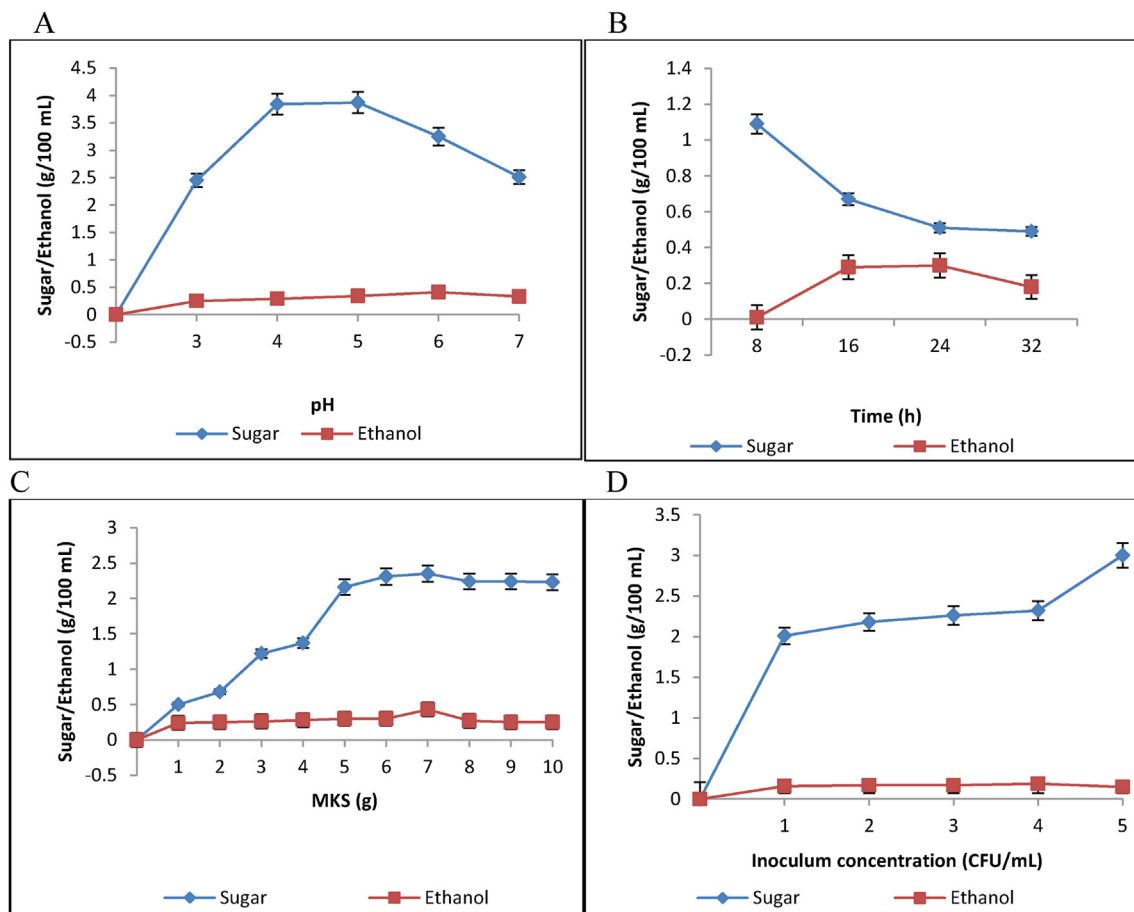 A
Sugar/Ethanol (g/100 mL)
4.5
4
3.5
3
2.5
2
1.5
1
0.5
0
-0.5
3 4 5 6 7
pH
Sugar Ethanol
B
Sugar/Ethanol (g/100 mL)
1.4
1.2
1
0.8
0.6
0.4
0.2
0
-0.2
8 16 24 32
Time (h)
Sugar Ethanol
C
Sugar/Ethanol (g/100 mL)
3
2.5
2
1.5
1
0.5
0
-0.5
1 2 3 4 5 6 7 8 9 10
MKS (g)
Sugar Ethanol
D
Sugar/Ethanol (g/100 mL)
3.5
3
2.5
2
1.5
1
0.5
0
1 2 3 4 5
Inoculum concentration (CFU/mL)
Sugar Ethanol